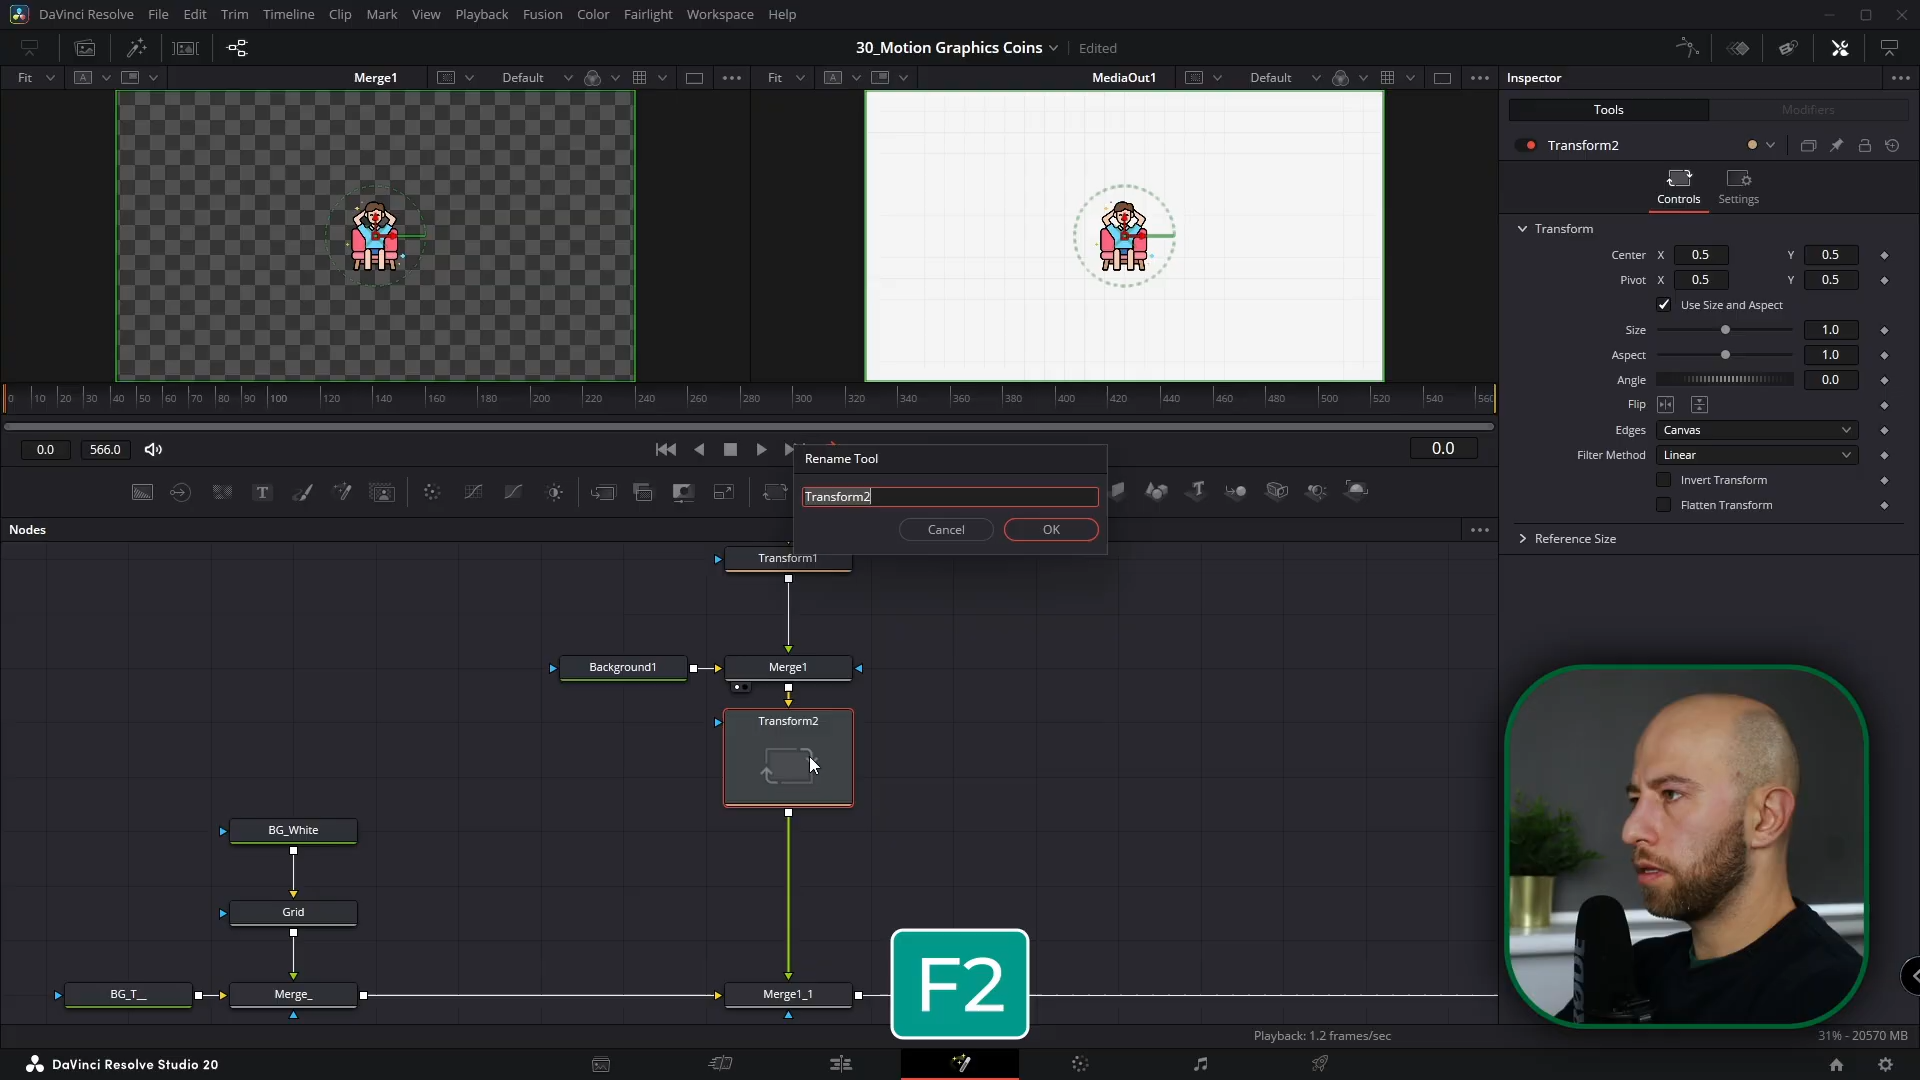 DaVinci Resolve File Edit Trim Timeline Clip Mark View Playback Fusion Color Fairlight Workspace Help
30_Motion Graphics Coins Edited
Fit A Merge1 Default Fit A MediaOut1 Default Inspector
Tools Modifiers
Transform2
Controls Settings
Transform
Center X 0.5 Y 0.5
Pivot X 0.5 Y 0.5
Use Size and Aspect
Size 1.0
Aspect 1.0
Angle 0.0
Flip
Edges Canvas
Filter Method Linear
Invert Transform
Flatten Transform
Reference Size
0 10 20 30 40 50 60 70 80 90 100 120 140 160 180 200 220 240 260 280 300 320 340 360 380 400 420 440 460 480 500 520 540 560
0.0 566.0 0.0
Rename Tool
Transform2
Cancel OK
Nodes
Transform1
Background1 Merge1
Transform2
BG_White
Grid
BG_T__ Merge_ Merge1_1
F2
RODE
Playback: 1.2 frames/sec 31% - 20570 MB
DaVinci Resolve Studio 20